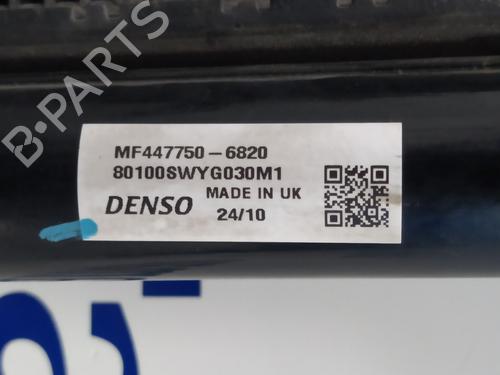 MF447750-6820
80100SWYG030M1
MADE IN UK
DENSO
24/10
B-PARTS